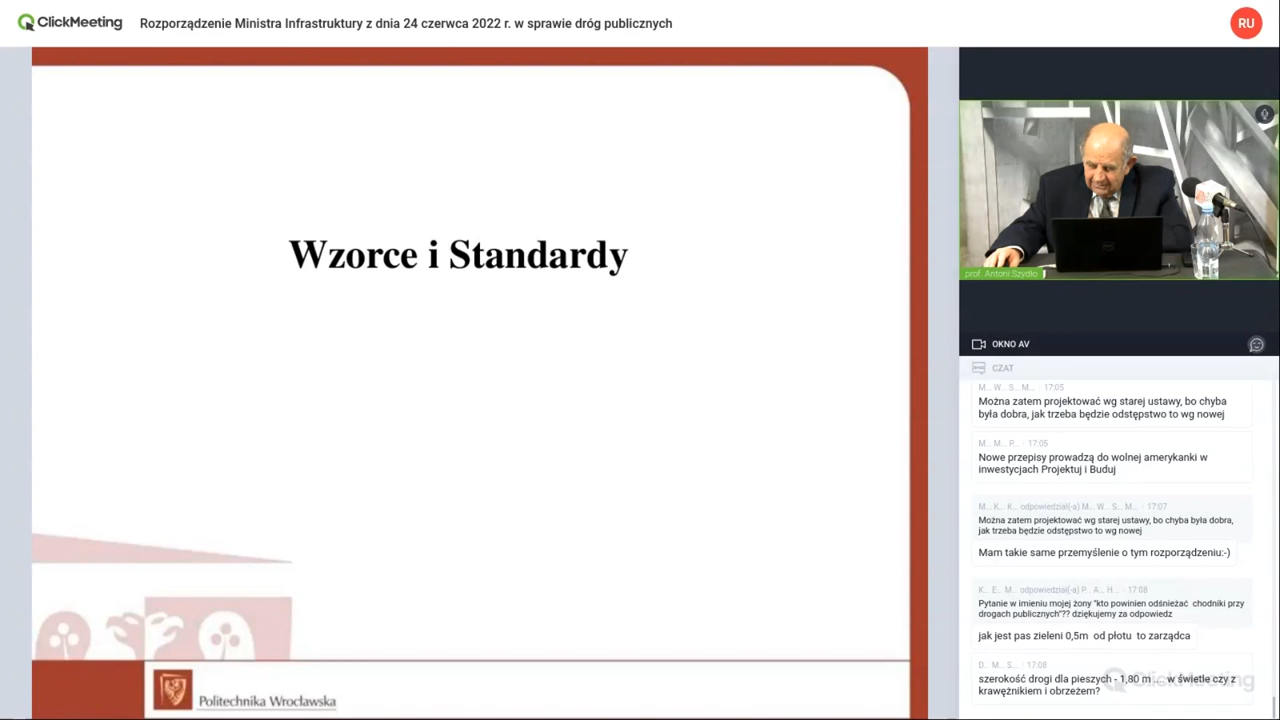 ClickMeeting
Rozporządzenie Ministra Infrastruktury z dnia 24 czerwca 2022 r. w sprawie dróg publicznych
RU
Wzorce i Standardy
Politechnika Wrocławska
prof. Antoni Szydło
OKNO AV
CZAT
M... W... S... M... · 17:05
Można zatem projektować wg starej ustawy, bo chyba
była dobra, jak trzeba będzie odstępstwo to wg nowej
M... M... P... · 17:05
Nowe przepisy prowadzą do wolnej amerykanki w
inwestycjach Projektuj i Buduj
M... K... K... odpowiedział(-a) M... W... S... M... · 17:07
Można zatem projektować wg starej ustawy, bo chyba była dobra,
jak trzeba będzie odstępstwo to wg nowej
Mam takie same przemyślenie o tym rozporządzeniu:-)
K... E... M... odpowiedział(-a) P... A... H... · 17:08
Pytanie w imieniu mojej żony "kto powinien odśnieżać chodniki przy
drogach publicznych"?? dziękujemy za odpowiedz
jak jest pas zieleni 0,5m od płotu to zarządca
D... M... S... · 17:08
szerokość drogi dla pieszych - 1,80 m ... w świetle czy z
krawężnikiem i obrzeżem?
ClickMeeting